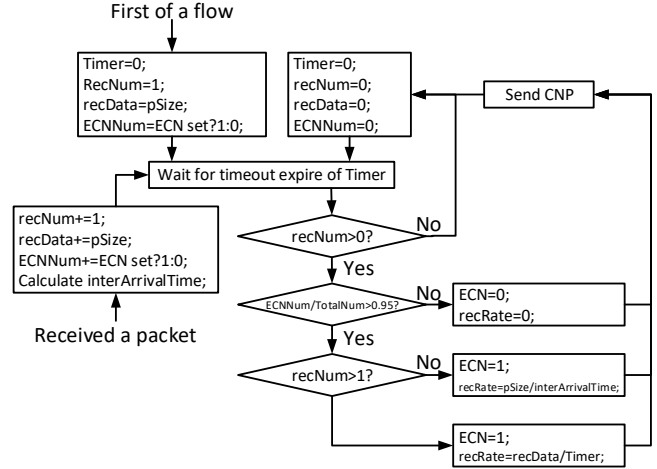 First of a flow
Timer=0;
RecNum=1;
recData=pSize;
ECNNum=ECN set?1:0;
Timer=0;
recNum=0;
recData=0;
ECNNum=0;
Send CNP
Wait for timeout expire of Timer
recNum+=1;
recData+=pSize;
ECNNum+=ECN set?1:0;
Calculate interArrivalTime;
Received a packet
recNum>0?
No
Yes
ECNNum/TotalNum>0.95?
No
ECN=0;
recRate=0;
Yes
recNum>1?
No
ECN=1;
recRate=pSize/interArrivalTime;
ECN=1;
recRate=recData/Timer;